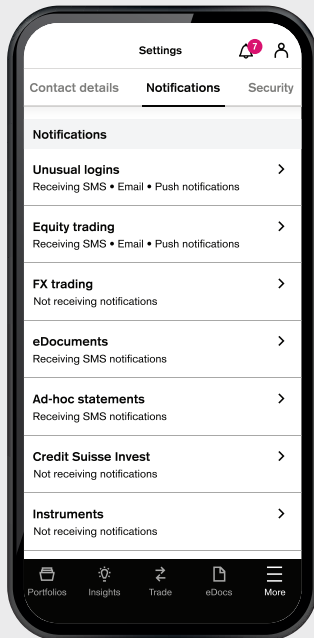 Settings
7
Contact details Notifications Security
Notifications
Unusual logins
Receiving SMS • Email • Push notifications
Equity trading
Receiving SMS • Email • Push notifications
FX trading
Not receiving notifications
eDocuments
Receiving SMS notifications
Ad-hoc statements
Receiving SMS notifications
Credit Suisse Invest
Not receiving notifications
Instruments
Not receiving notifications
Portfolios Insights Trade eDocs More